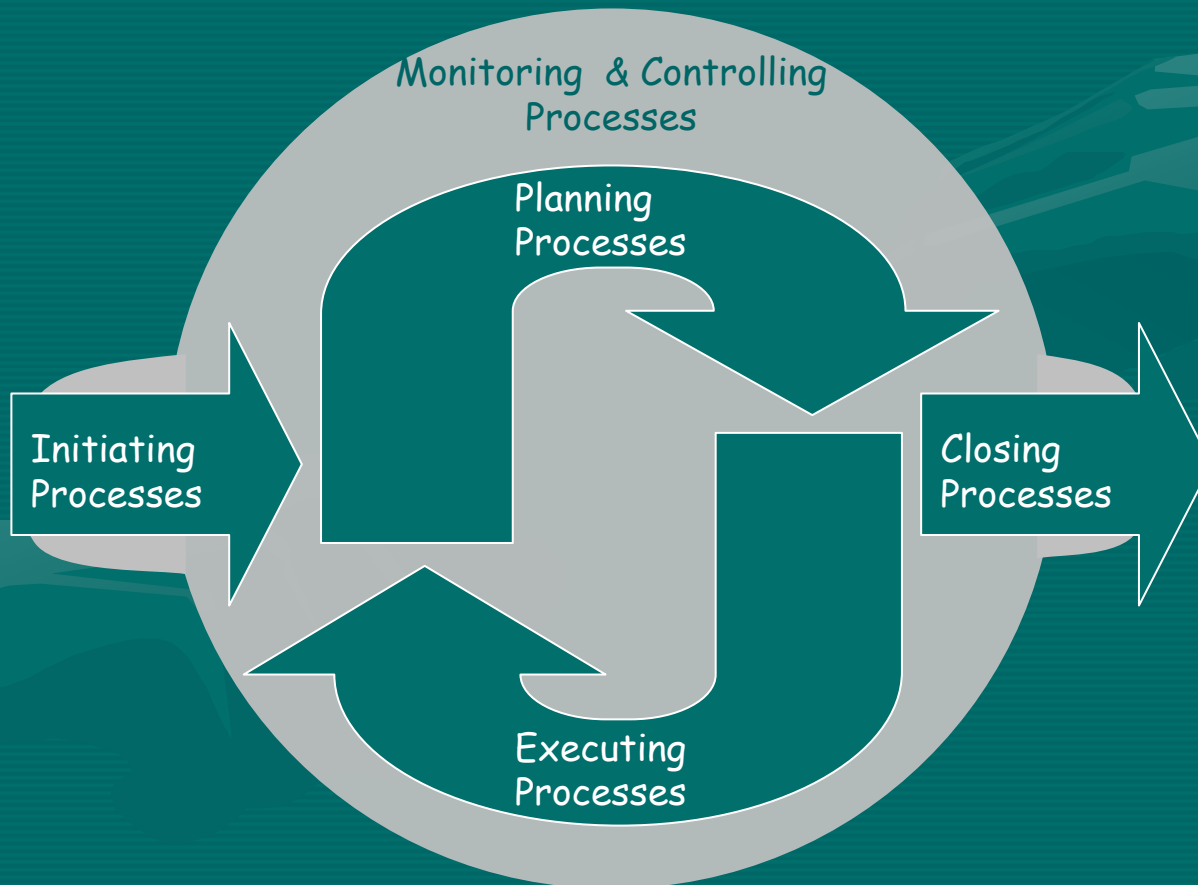 Monitoring & Controlling
Processes
Planning
Processes
Initiating
Processes
Closing
Processes
Executing
Processes